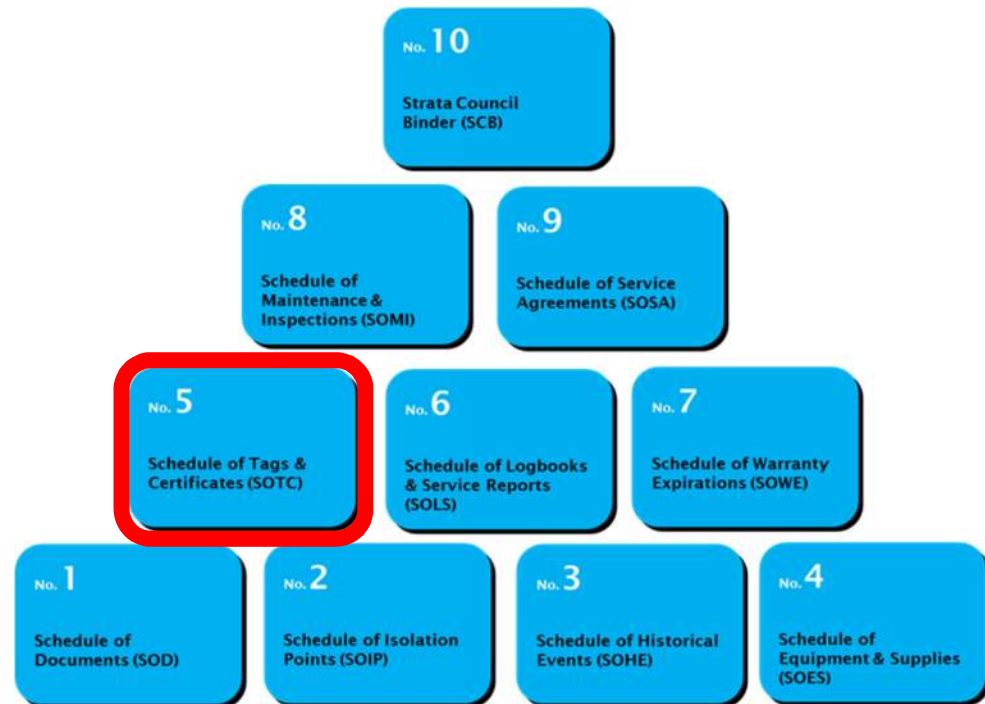 No. 10
Strata Council
Binder (SCB)
No. 8
Schedule of
Maintenance &
Inspections (SOMI)
No. 9
Schedule of Service
Agreements (SOSA)
No. 5
Schedule of Tags &
Certificates (SOTC)
No. 6
Schedule of Logbooks
& Service Reports
(SOLS)
No. 7
Schedule of Warranty
Expirations (SOWE)
No. 1
Schedule of
Documents (SOD)
No. 2
Schedule of Isolation
Points (SOIP)
No. 3
Schedule of Historical
Events (SOHE)
No. 4
Schedule of
Equipment & Supplies
(SOES)